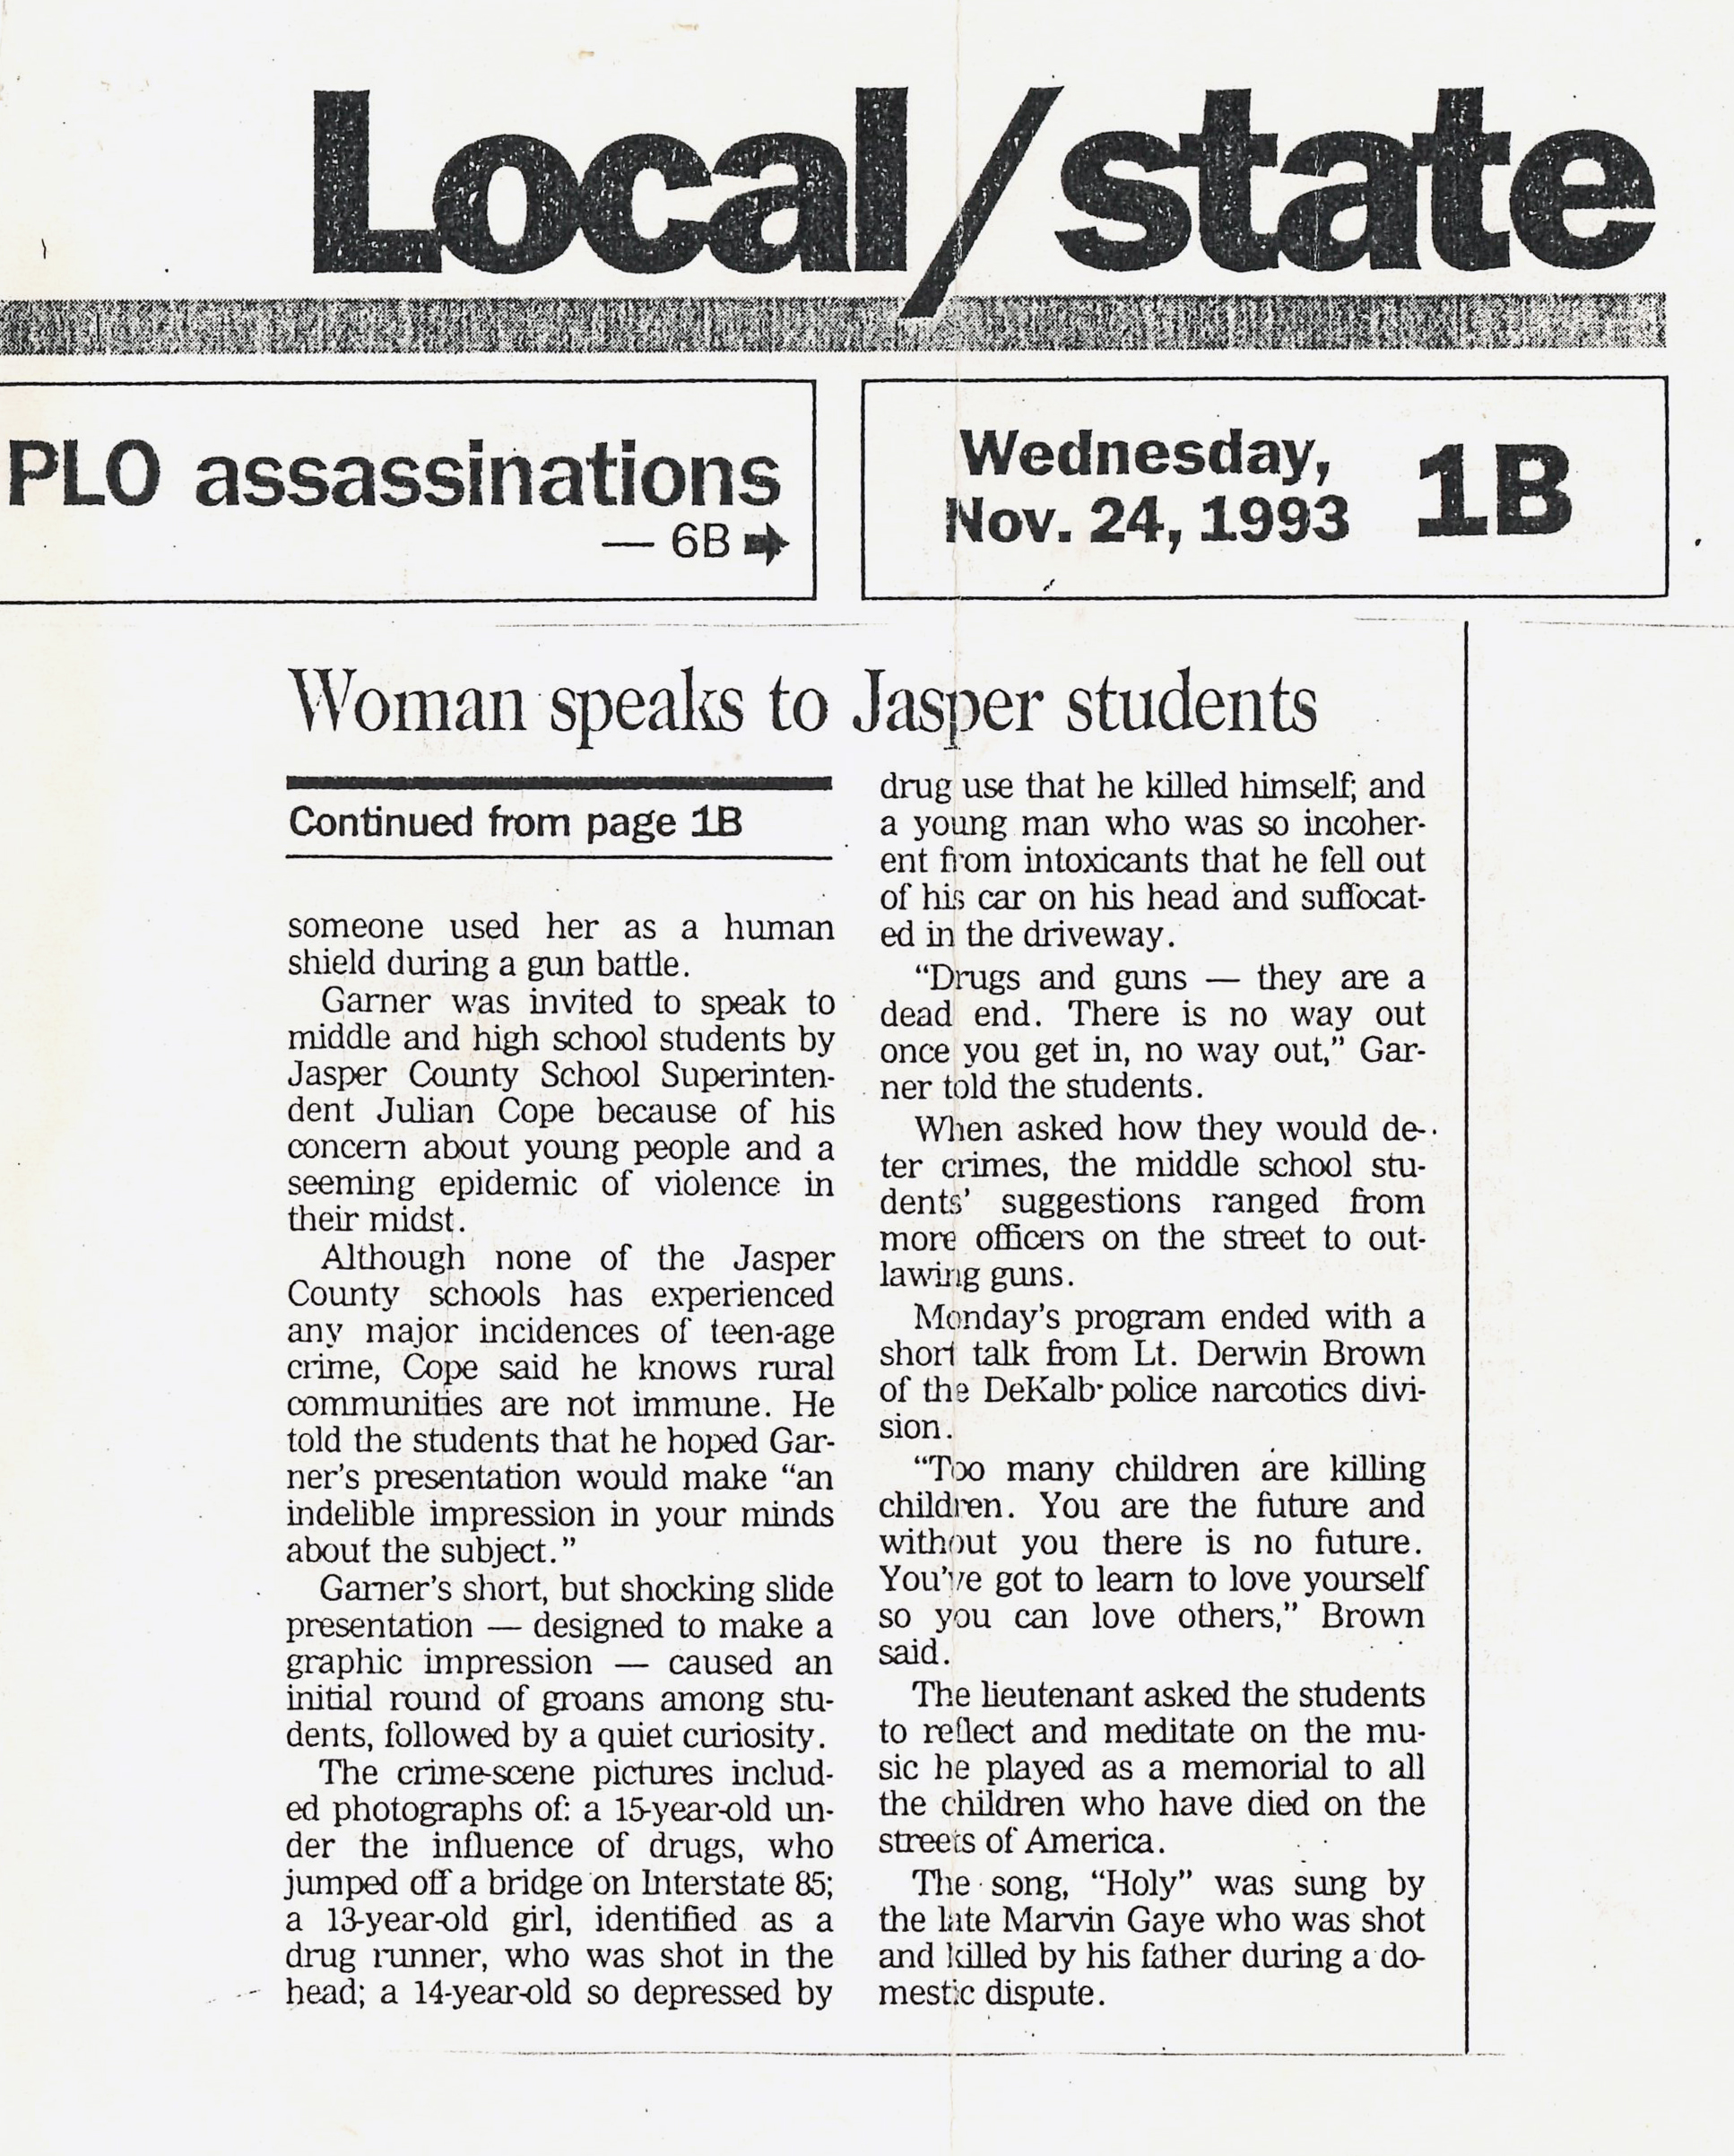 Local/state
PLO assassinations
— 6B
Wednesday,
Nov. 24, 1993
1B
Woman speaks to Jasper students
Continued from page 1B
someone used her as a human
shield during a gun battle.
Garner was invited to speak to
middle and high school students by
Jasper County School Superinten-
dent Julian Cope because of his
concern about young people and a
seeming epidemic of violence in
their midst.
Although none of the Jasper
County schools has experienced
any major incidences of teen-age
crime, Cope said he knows rural
communities are not immune. He
told the students that he hoped Gar-
ner's presentation would make “an
indelible impression in your minds
about the subject.”
Garner's short, but shocking slide
presentation — designed to make a
graphic impression — caused an
initial round of groans among stu-
dents, followed by a quiet curiosity.
The crime-scene pictures includ-
ed photographs of: a 15-year-old un-
der the influence of drugs, who
jumped off a bridge on Interstate 85;
a 13-year-old girl, identified as a
drug runner, who was shot in the
head; a 14-year-old so depressed by
drug use that he killed himself; and
a young man who was so incoher-
ent from intoxicants that he fell out
of his car on his head and suffocat-
ed in the driveway.
“Drugs and guns — they are a
dead end. There is no way out
once you get in, no way out,” Gar-
ner told the students.
When asked how they would de-
ter crimes, the middle school stu-
dents' suggestions ranged from
more officers on the street to out-
lawing guns.
Monday's program ended with a
short talk from Lt. Derwin Brown
of the DeKalb police narcotics divi-
sion.
“Too many children are killing
children. You are the future and
without you there is no future.
You've got to learn to love yourself
so you can love others,” Brown
said.
The lieutenant asked the students
to reflect and meditate on the mu-
sic he played as a memorial to all
the children who have died on the
streets of America.
The song, “Holy” was sung by
the late Marvin Gaye who was shot
and killed by his father during a do-
mestic dispute.